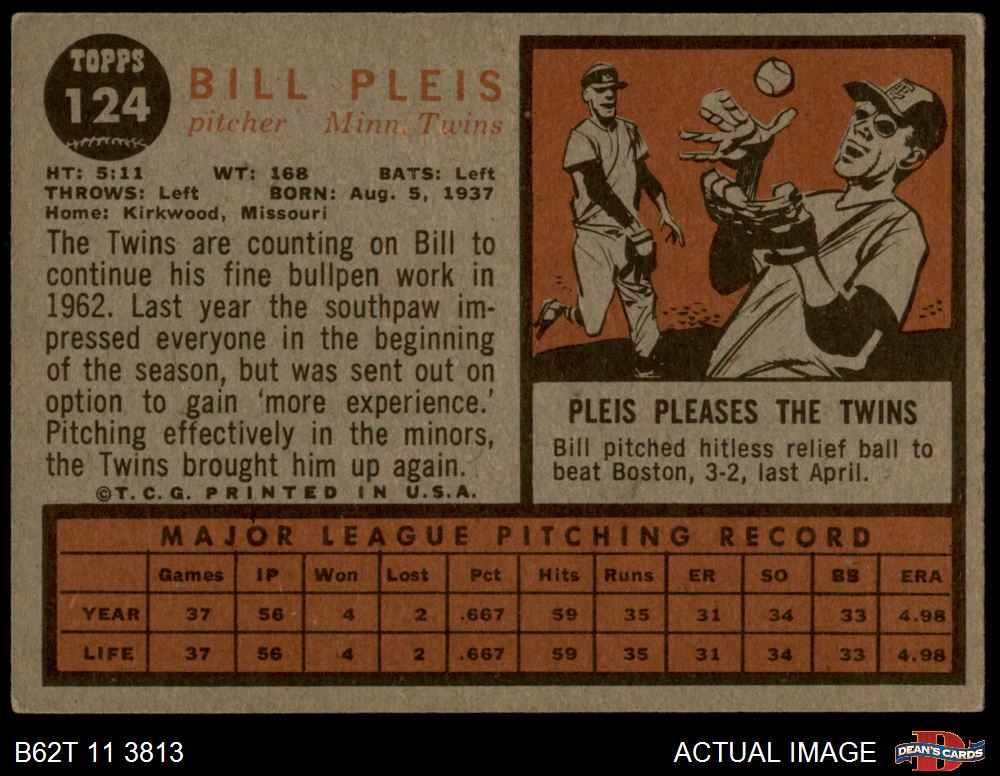 TOPPS
124
BILL PLEIS
pitcher Minn. Twins
HT: 5:11 WT: 168 BATS: Left
THROWS: Left BORN: Aug. 5, 1937
Home: Kirkwood, Missouri
The Twins are counting on Bill to
continue his fine bullpen work in
1962. Last year the southpaw im-
pressed everyone in the beginning
of the season, but was sent out on
option to gain 'more experience.'
Pitching effectively in the minors,
the Twins brought him up again.
©T.C.G. PRINTED IN U.S.A.
PLEIS PLEASES THE TWINS
Bill pitched hitless relief ball to
beat Boston, 3-2, last April.
MAJOR LEAGUE PITCHING RECORD
Games IP Won Lost Pct Hits Runs ER SO BB ERA
YEAR 37 56 4 2 .667 59 35 31 34 33 4.98
LIFE 37 56 4 2 .667 59 35 31 34 33 4.98
B62T 11 3813
ACTUAL IMAGE
D
DEAN'S CARDS